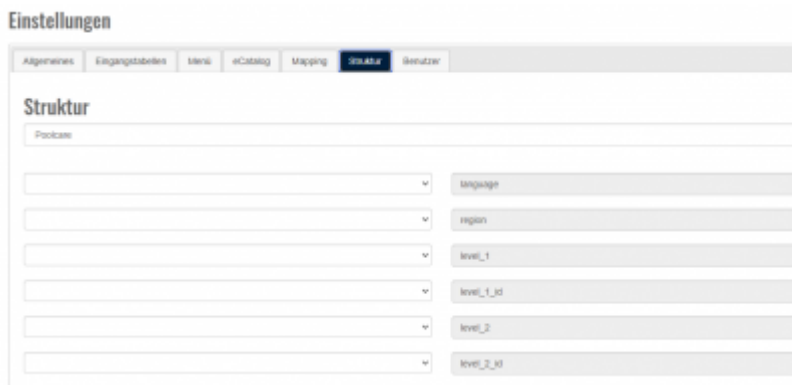 Einstellungen
Allgemeines Eingangstabellen Menü eCatalog Mapping Struktur Benutzer
Struktur
Poolcare
language
region
level_1
level_1_id
level_2
level_2_id